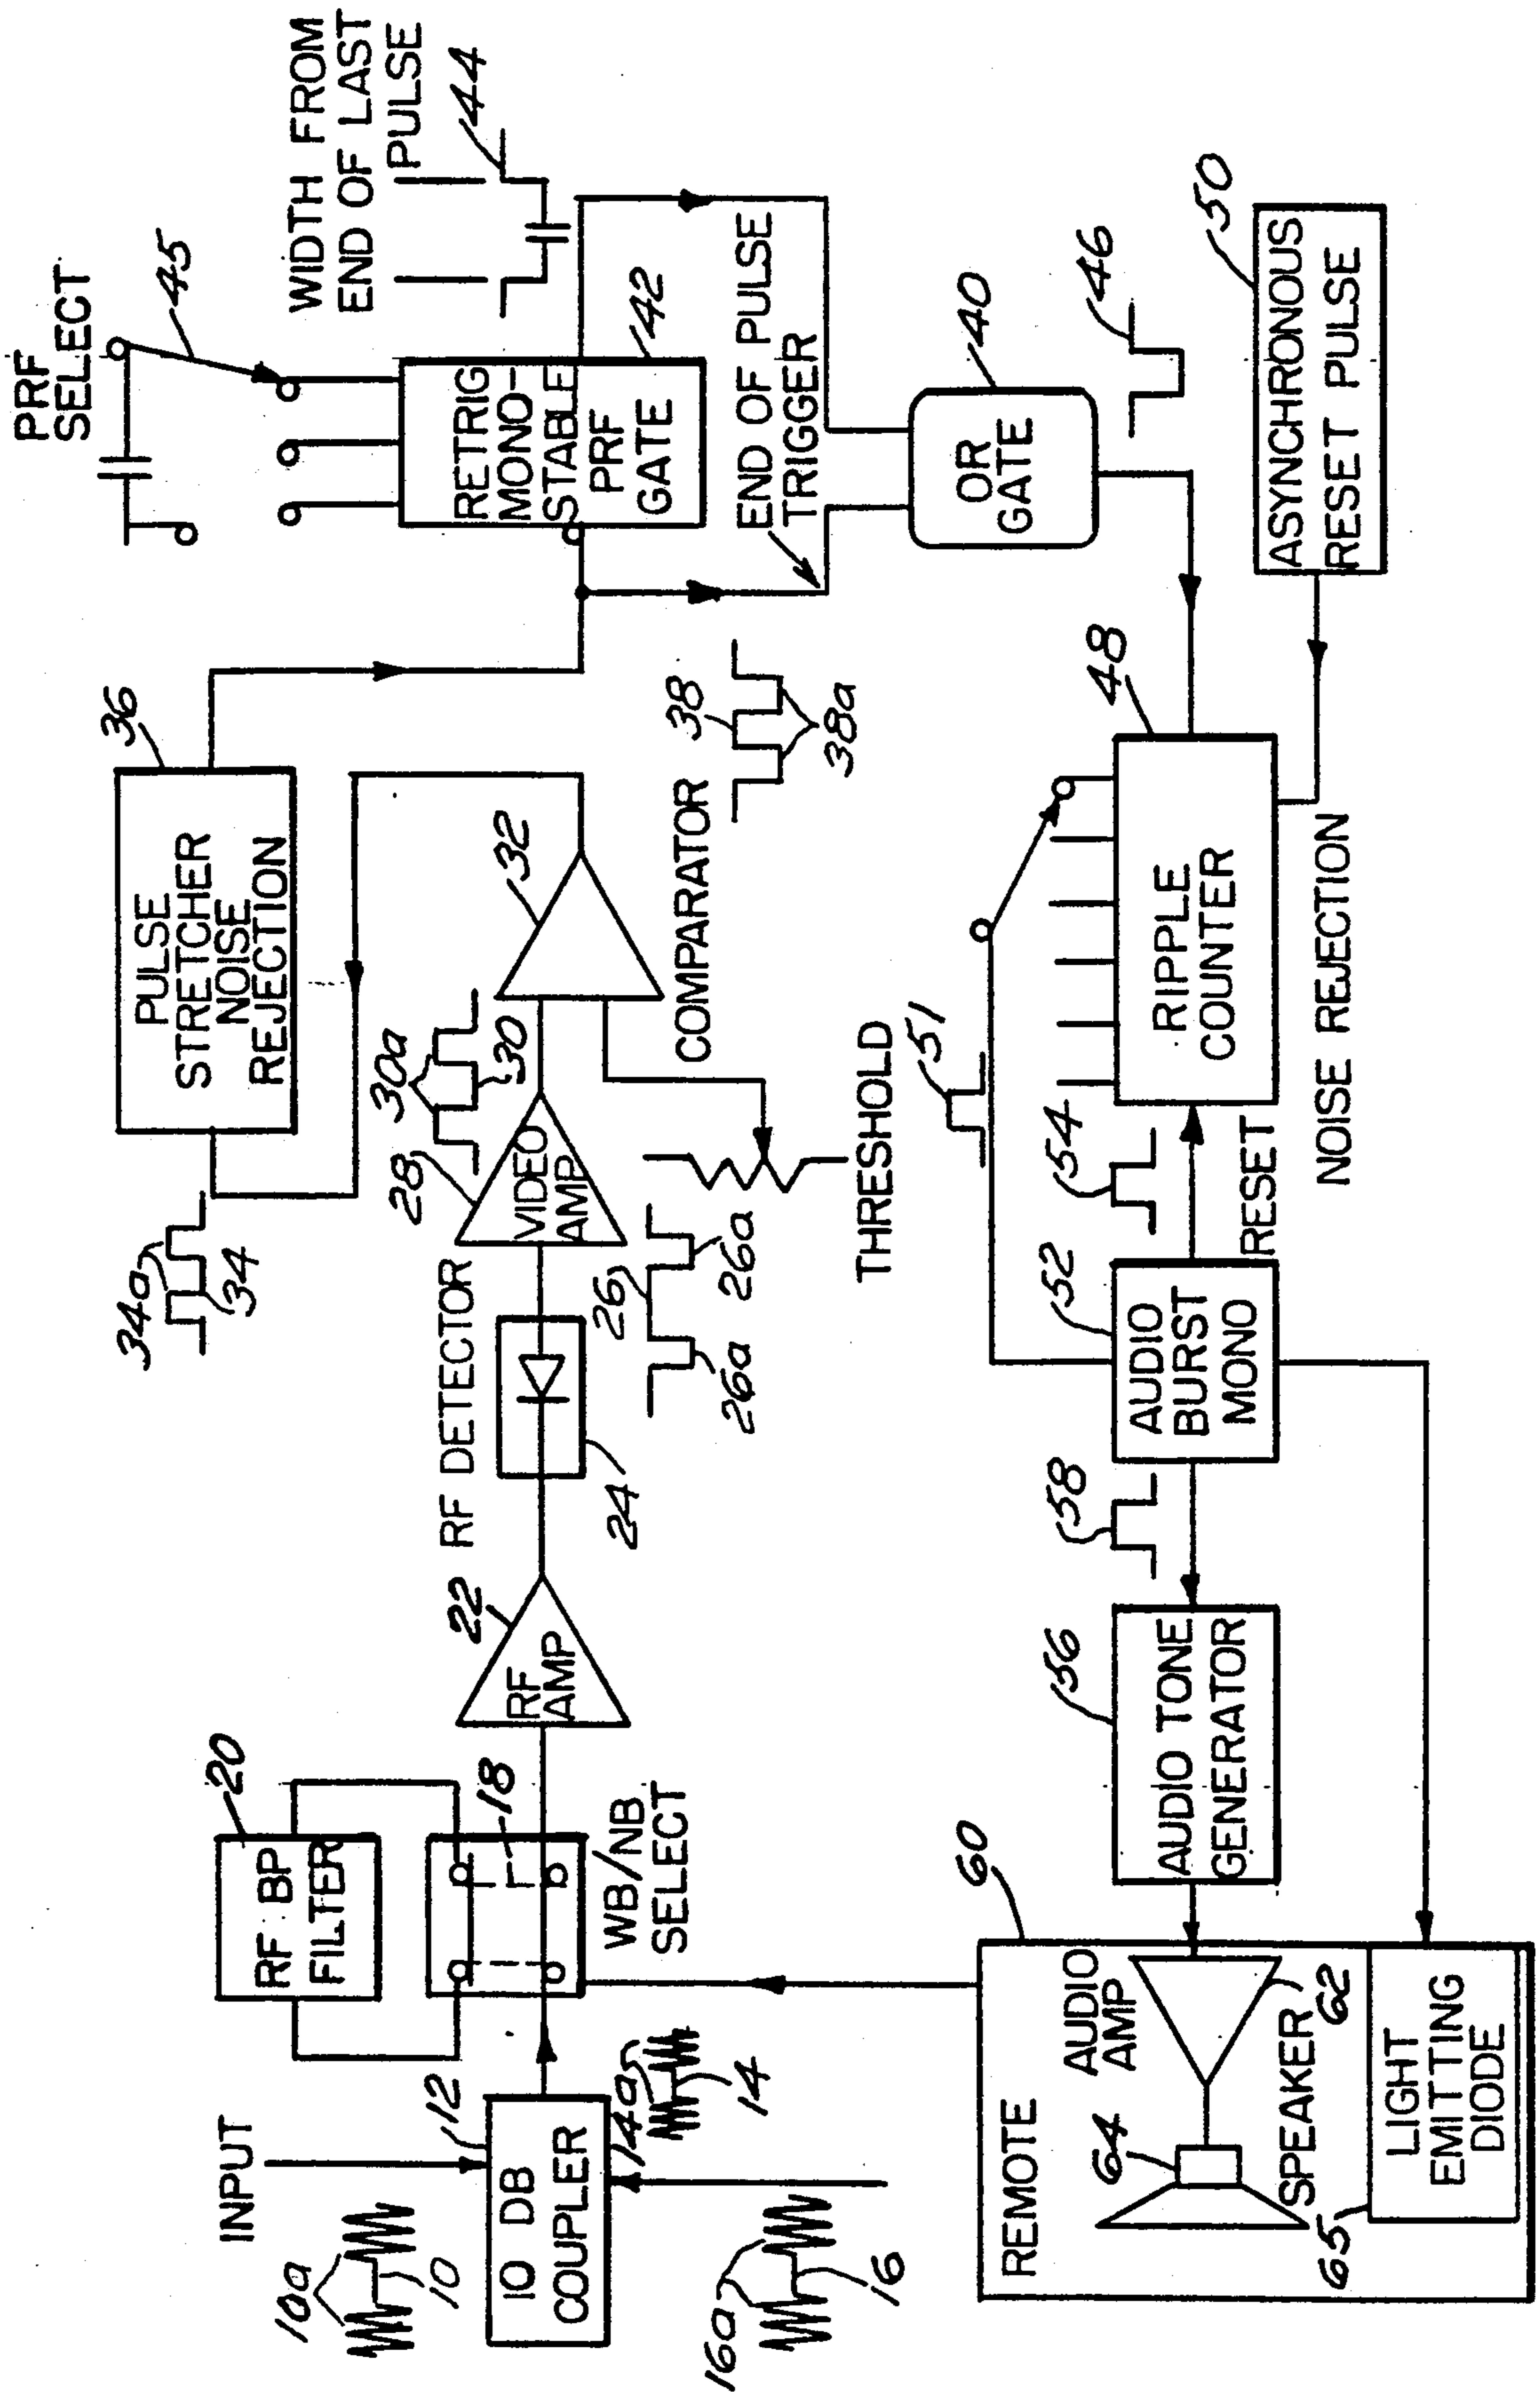 INPUT
10a
10
12
10 DB
COUPLER
14a
14
16a
16
20
RF BP
FILTER
18
WB/NB
SELECT
22
RF
AMP
RF DETECTOR
24
26
26a
26a
28
VIDEO
AMP
30a
30
THRESHOLD
32
COMPARATOR
34a
34
36
PULSE
STRETCHER
NOISE
REJECTION
38
38a
PRF
SELECT
45
RETRIG
MONO-
STABLE
PRF
GATE
42
WIDTH FROM
END OF LAST
PULSE
44
END OF PULSE
TRIGGER
OR
GATE
40
46
50
ASYNCHRONOUS
RESET PULSE
48
RIPPLE
COUNTER
NOISE REJECTION
51
54
RESET
52
AUDIO
BURST
MONO
58
56
AUDIO TONE
GENERATOR
60
REMOTE
AUDIO
AMP
62
64
SPEAKER
65
LIGHT
EMITTING
DIODE